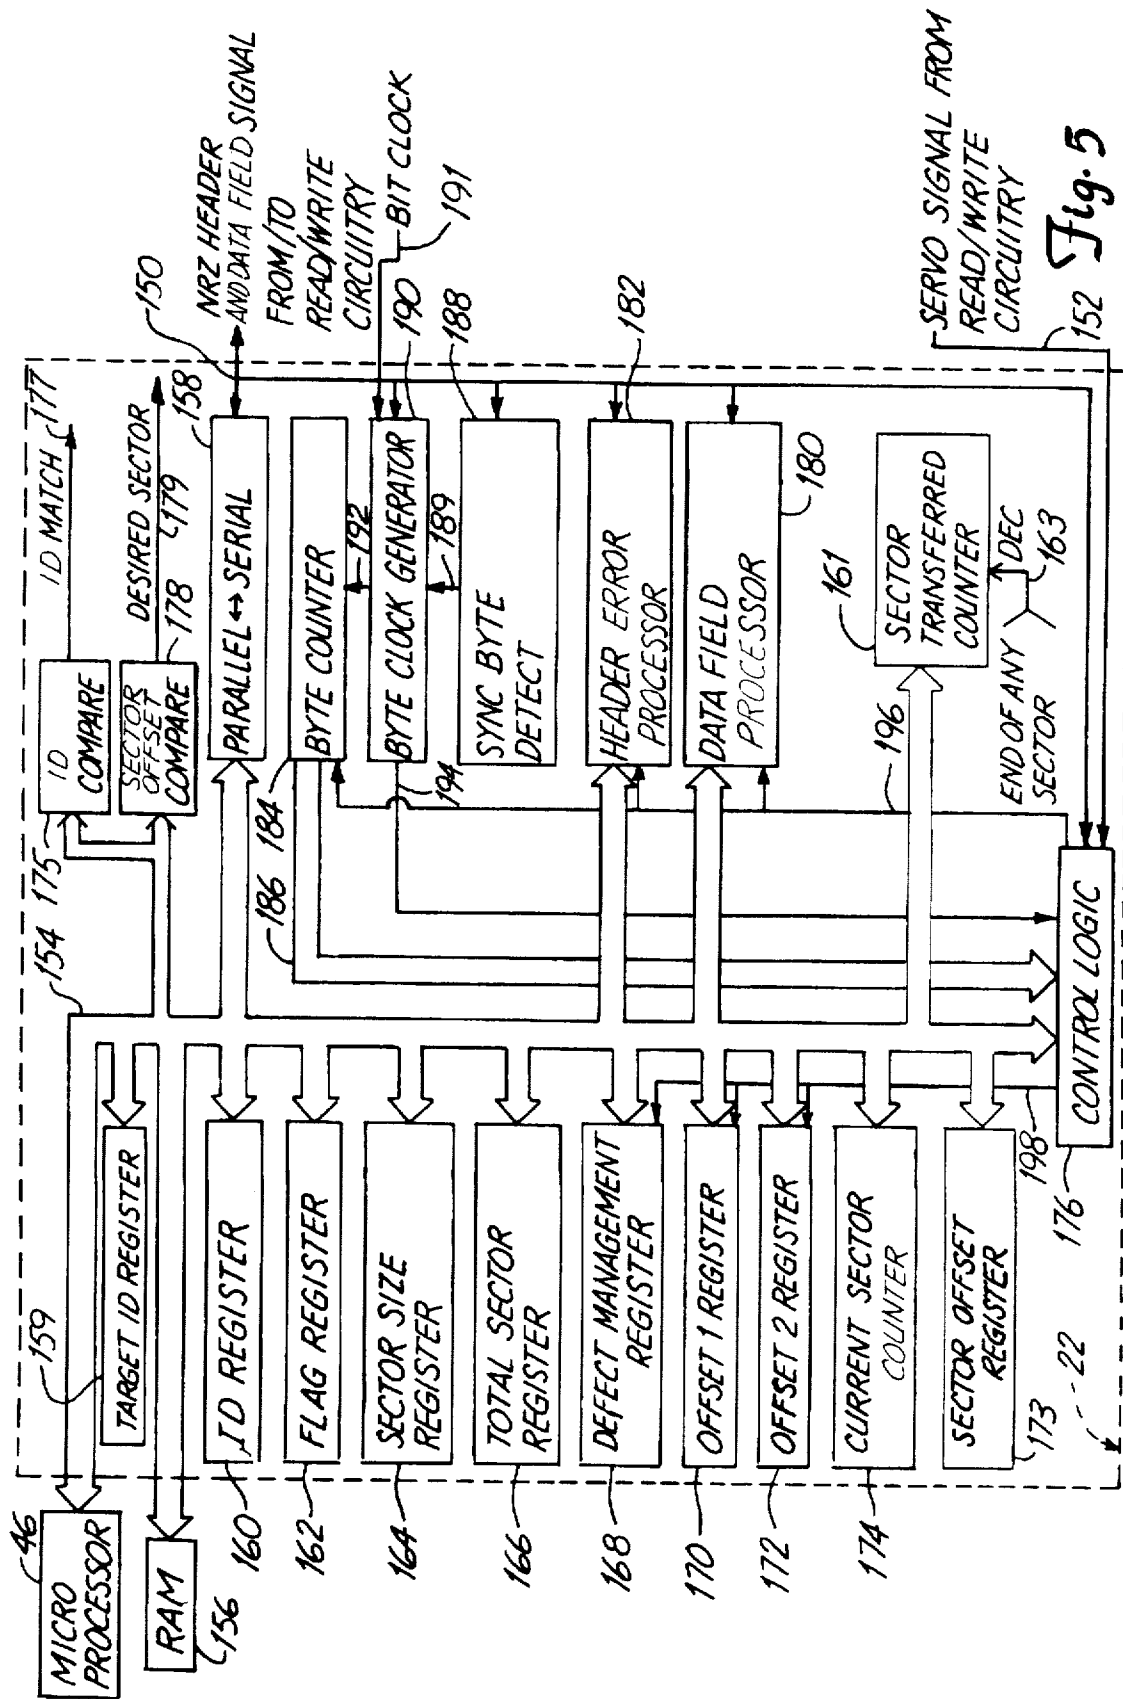 46
MICRO
PROCESSOR
RAM
156
159
154
TARGET ID REGISTER
160
ID REGISTER
162
FLAG REGISTER
164
SECTOR SIZE
REGISTER
166
TOTAL SECTOR
REGISTER
168
DEFECT MANAGEMENT
REGISTER
170
OFFSET 1 REGISTER
172
OFFSET 2 REGISTER
174
CURRENT SECTOR
COUNTER
173
SECTOR OFFSET
REGISTER
22
176
198
CONTROL LOGIC
175
ID
COMPARE
ID MATCH
177
SECTOR
OFFSET
COMPARE
178
DESIRED SECTOR
179
158
PARALLEL↔SERIAL
150
NRZ HEADER
AND DATA FIELD SIGNAL
FROM/TO
READ/WRITE
CIRCUITRY
184
186
BYTE COUNTER
192
BYTE CLOCK GENERATOR
190
BIT CLOCK
191
194
189
SYNC BYTE
DETECT
188
HEADER ERROR
PROCESSOR
182
DATA FIELD
PROCESSOR
180
196
161
SECTOR
TRANSFERRED
COUNTER
DEC
163
END OF ANY
SECTOR
152
SERVO SIGNAL FROM
READ/WRITE
CIRCUITRY
Fig. 5